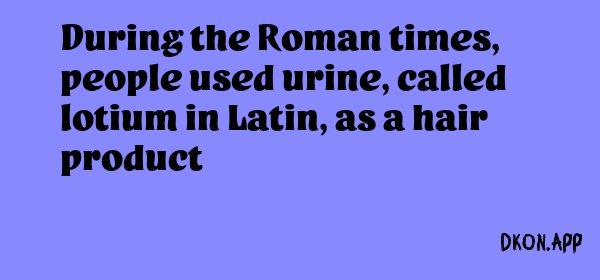 During the Roman times,
people used urine, called
lotium in Latin, as a hair
product
DKON.APP